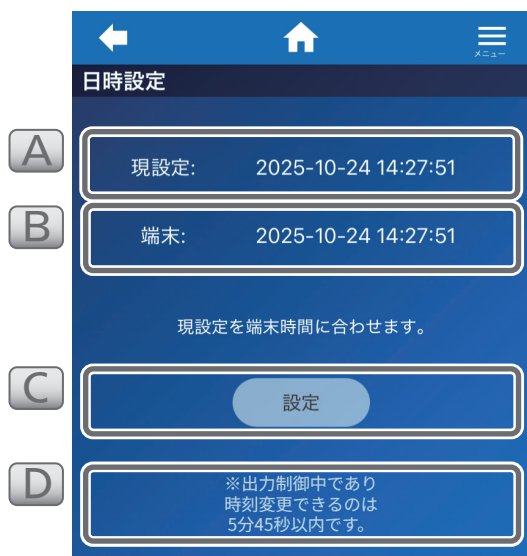 メニュー
日時設定
A
現設定: 2025-10-24 14:27:51
B
端末: 2025-10-24 14:27:51
現設定を端末時間に合わせます。
C
設定
D
※出力制御中であり
時刻変更できるのは
5分45秒以内です。